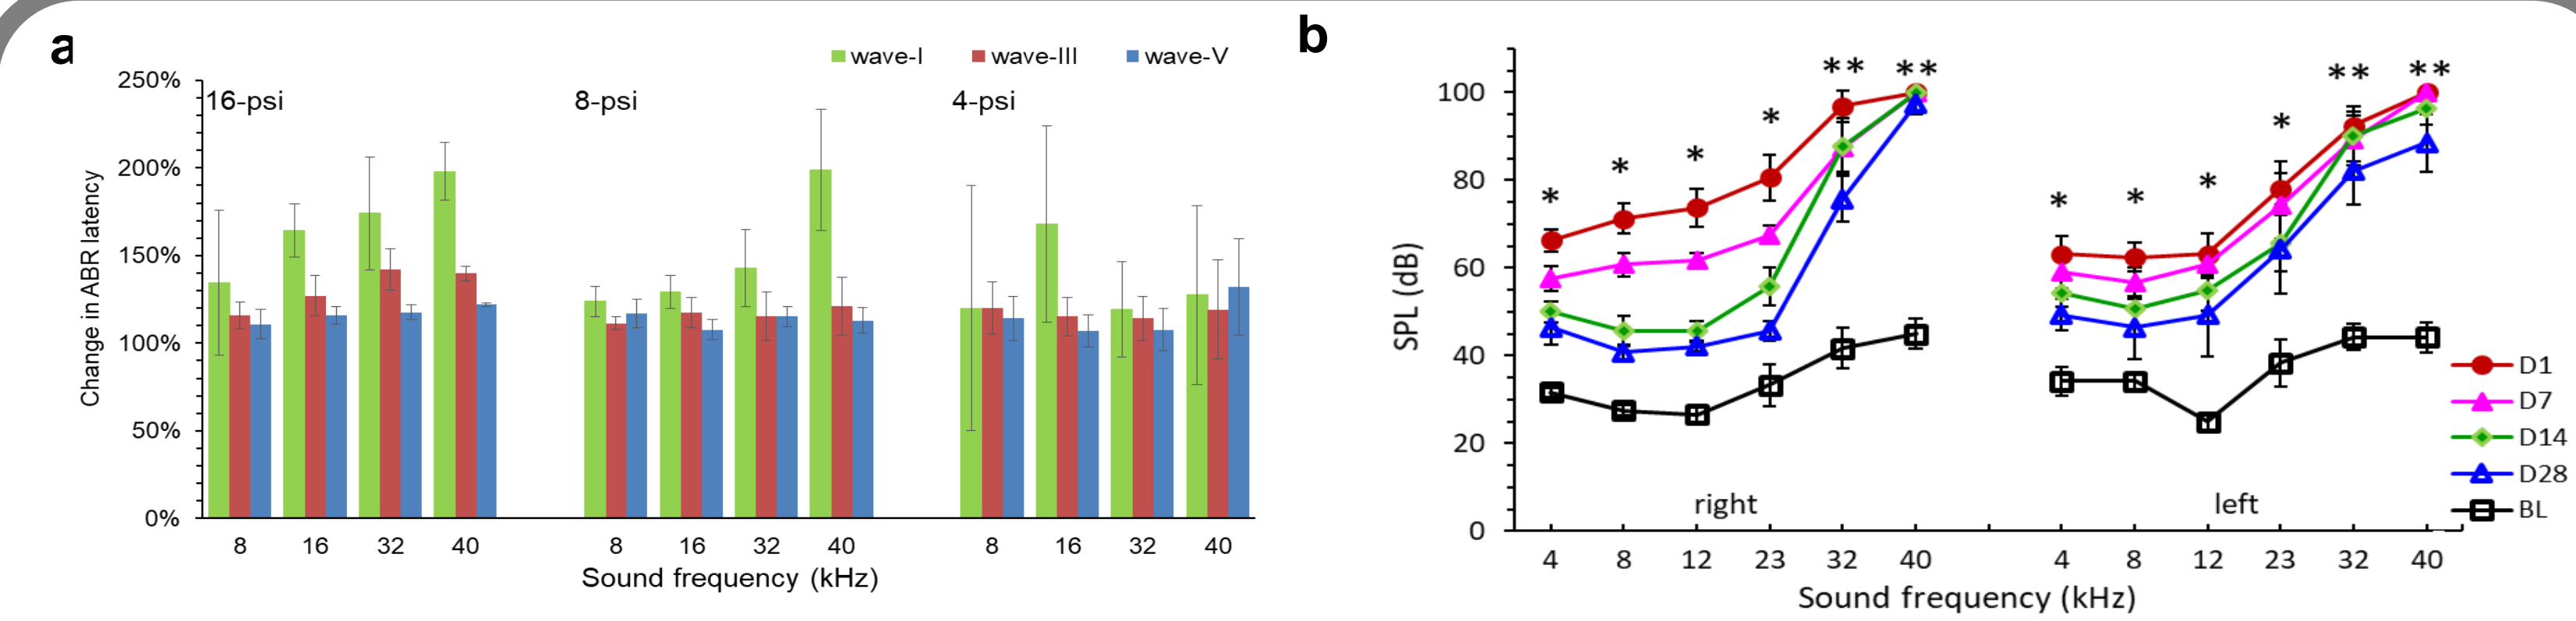 a
wave-I wave-III wave-V
250%
200%
150%
100%
50%
0%
Change in ABR latency
16-psi 8-psi 4-psi
8 16 32 40 8 16 32 40 8 16 32 40
Sound frequency (kHz)
b
100
80
60
40
20
0
SPL (dB)
* * * * ** ** * * * * ** **
right left
D1
D7
D14
D28
BL
4 8 12 23 32 40 4 8 12 23 32 40
Sound frequency (kHz)